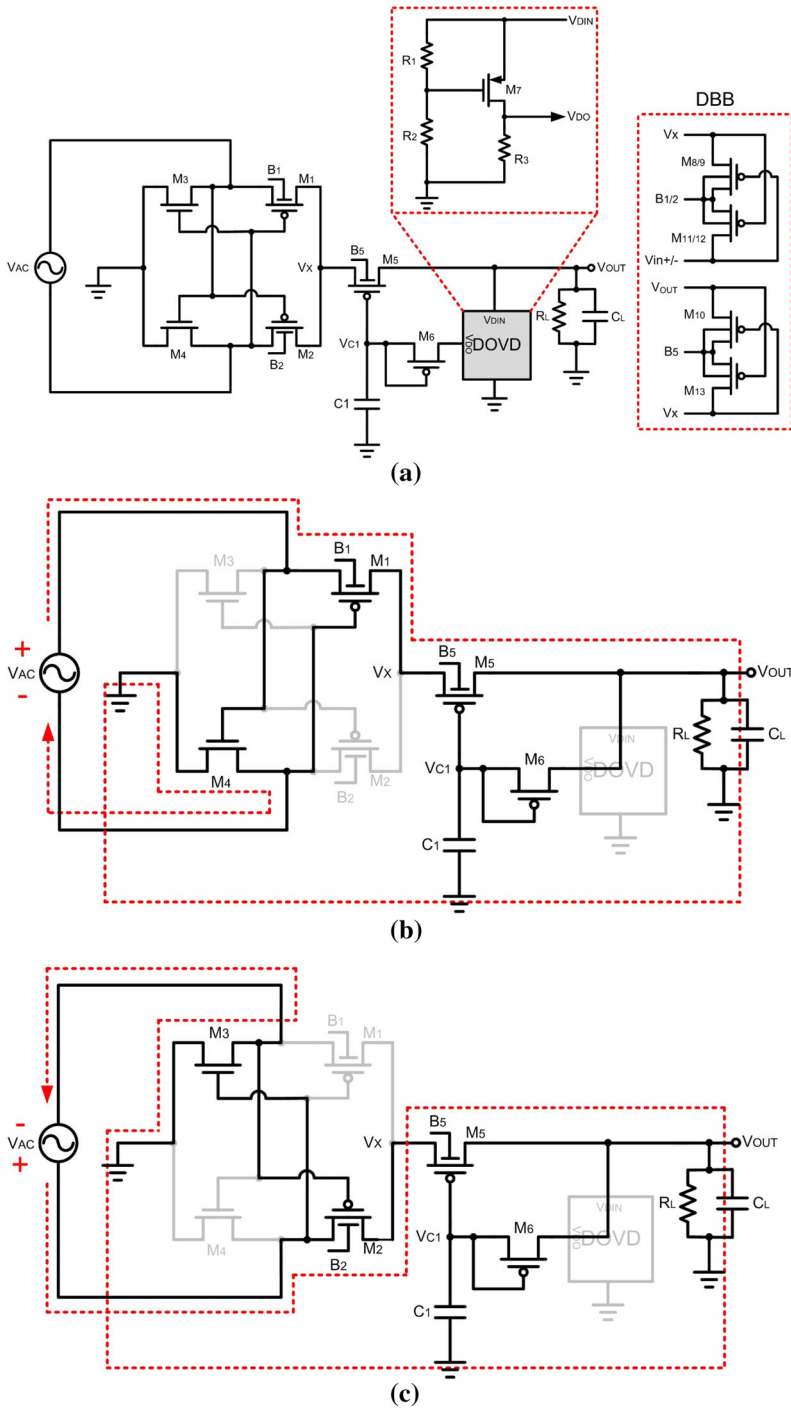 VDIN
R1
M7
VDO
R2
R3
DBB
VX
M8/9
B1/2
M11/12
Vin+/-
VOUT
M10
B5
M13
VX
M3
B1
M1
VAC
VX
B5
M5
VOUT
M4
M2
B2
VC1
M6
VDIN
VDO
DOVD
RL
CL
C1
(a)
M3
B1
M1
+
VAC
-
VX
B5
M5
VOUT
M4
M2
B2
VC1
M6
VDIN
VDO
DOVD
RL
CL
C1
(b)
M3
B1
M1
-
VAC
+
VX
B5
M5
VOUT
M4
M2
B2
VC1
M6
VDIN
VDO
DOVD
RL
CL
C1
(c)